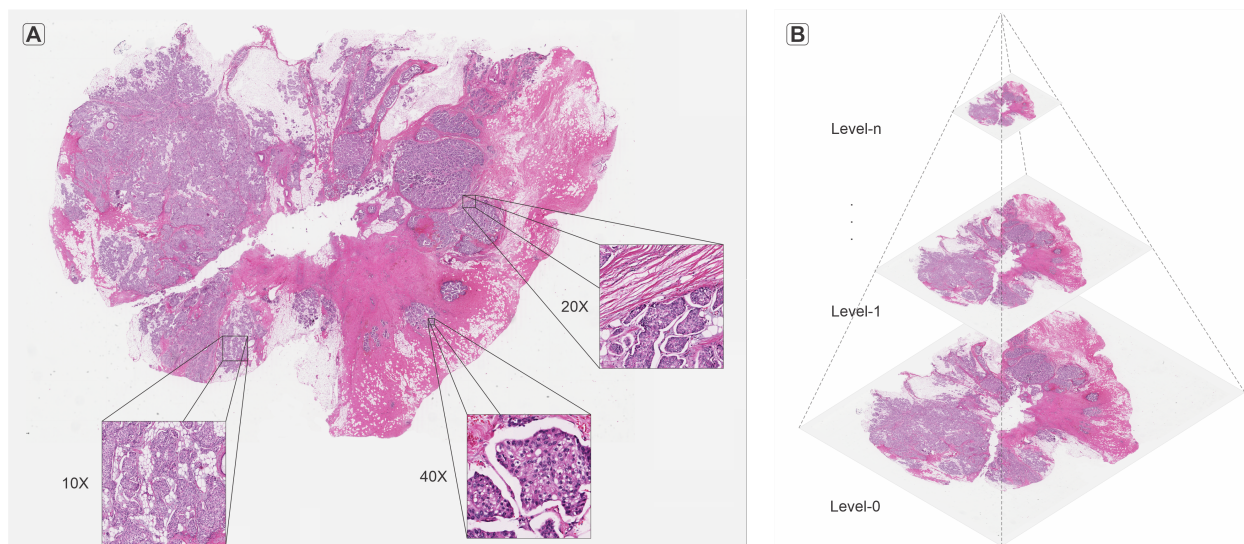 A
20X
10X
40X
B
Level-n
.
.
.
Level-1
Level-0